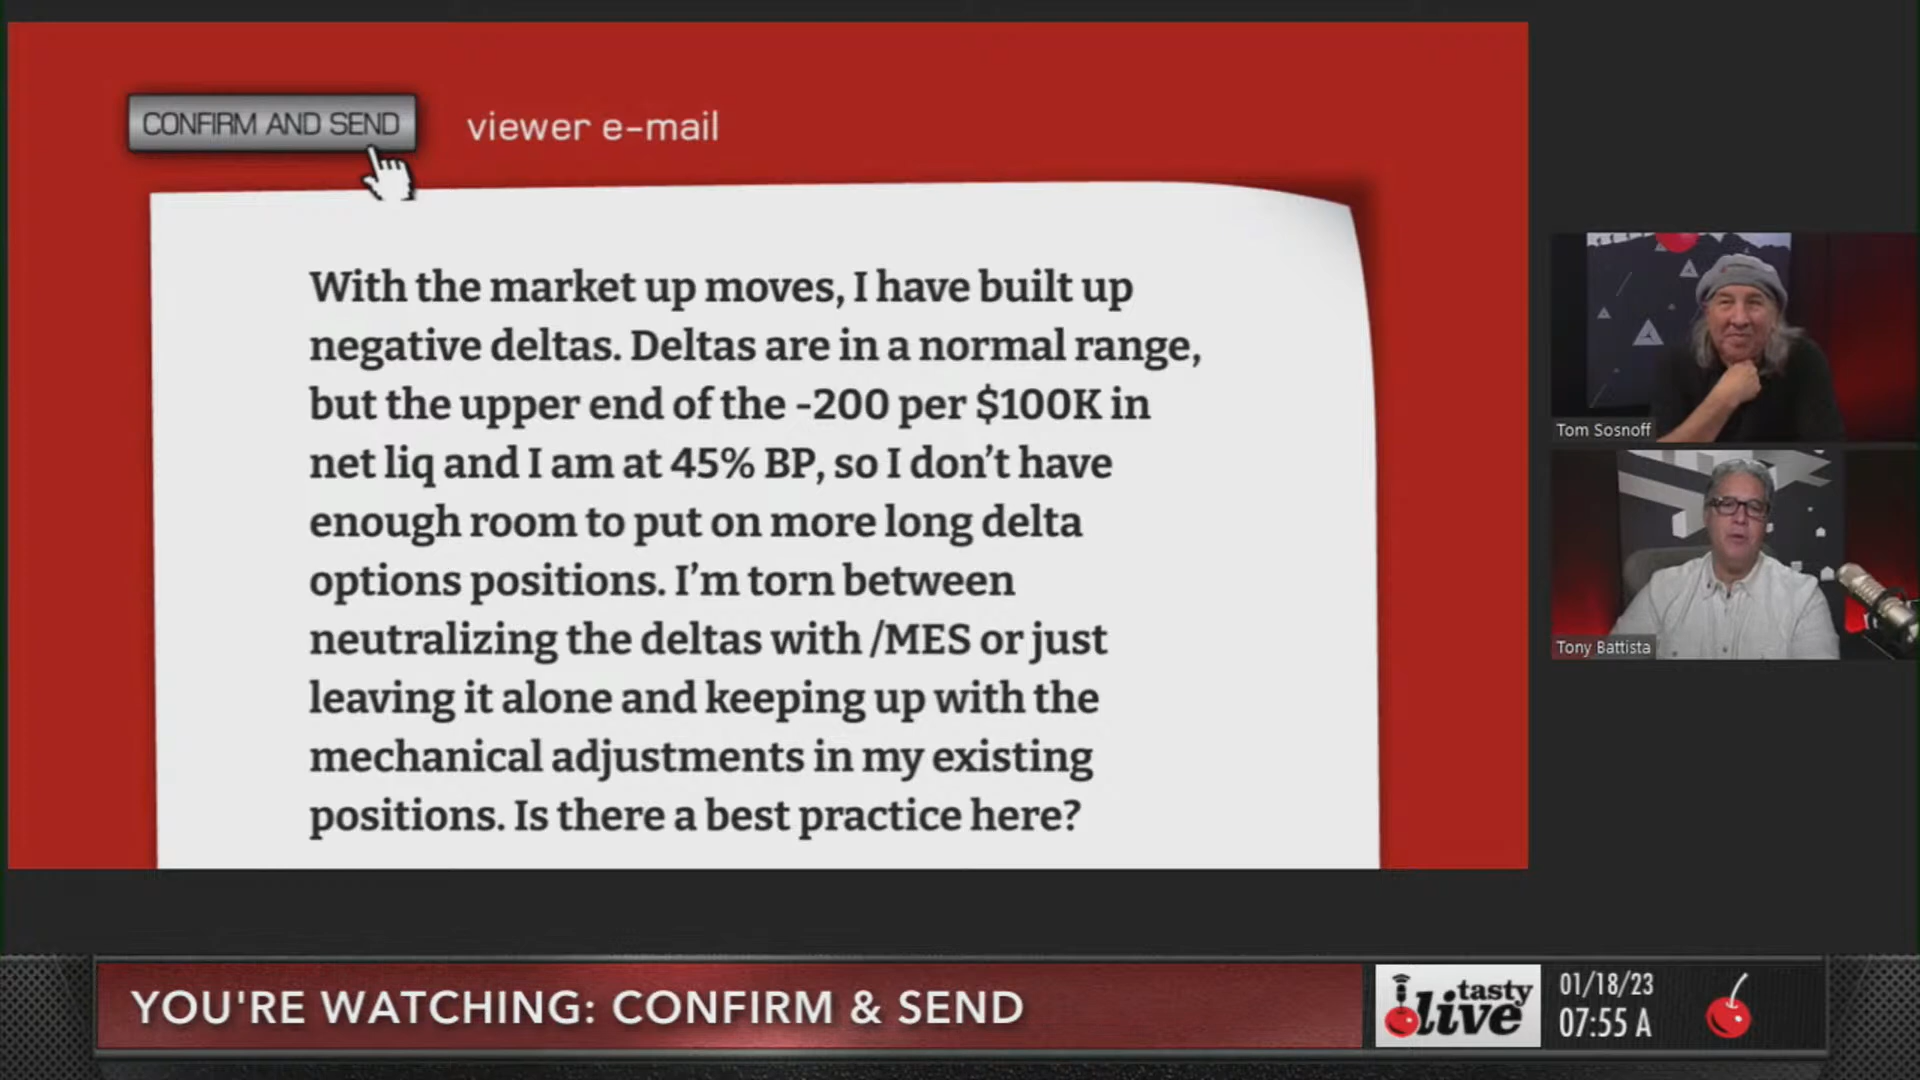 CONFIRM AND SEND
viewer e-mail
With the market up moves, I have built up
negative deltas. Deltas are in a normal range,
but the upper end of the -200 per $100K in
net liq and I am at 45% BP, so I don't have
enough room to put on more long delta
options positions. I'm torn between
neutralizing the deltas with /MES or just
leaving it alone and keeping up with the
mechanical adjustments in my existing
positions. Is there a best practice here?
Tom Sosnoff
Tony Battista
YOU'RE WATCHING: CONFIRM & SEND
tasty
live
01/18/23
07:55 A